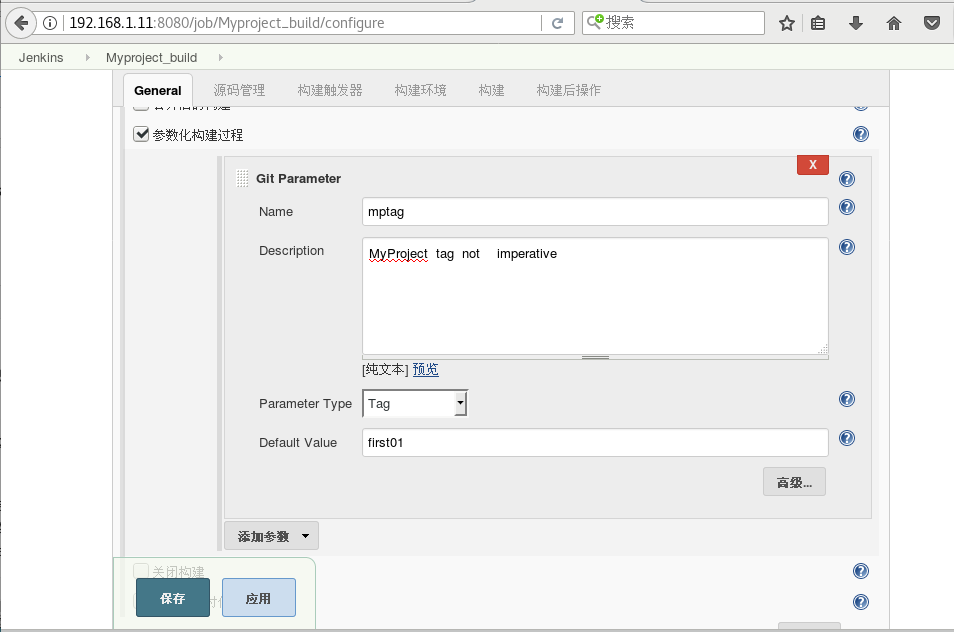 192.168.1.11:8080/job/Myproject_build/configure
搜索
Jenkins
Myproject_build
General
源码管理
构建触发器
构建环境
构建
构建后操作
参数化构建过程
X
Git Parameter
Name
mptag
Description
MyProject tag not imperative
[纯文本] 预览
Parameter Type
Tag
Default Value
first01
高级...
添加参数
关闭构建
保存
应用